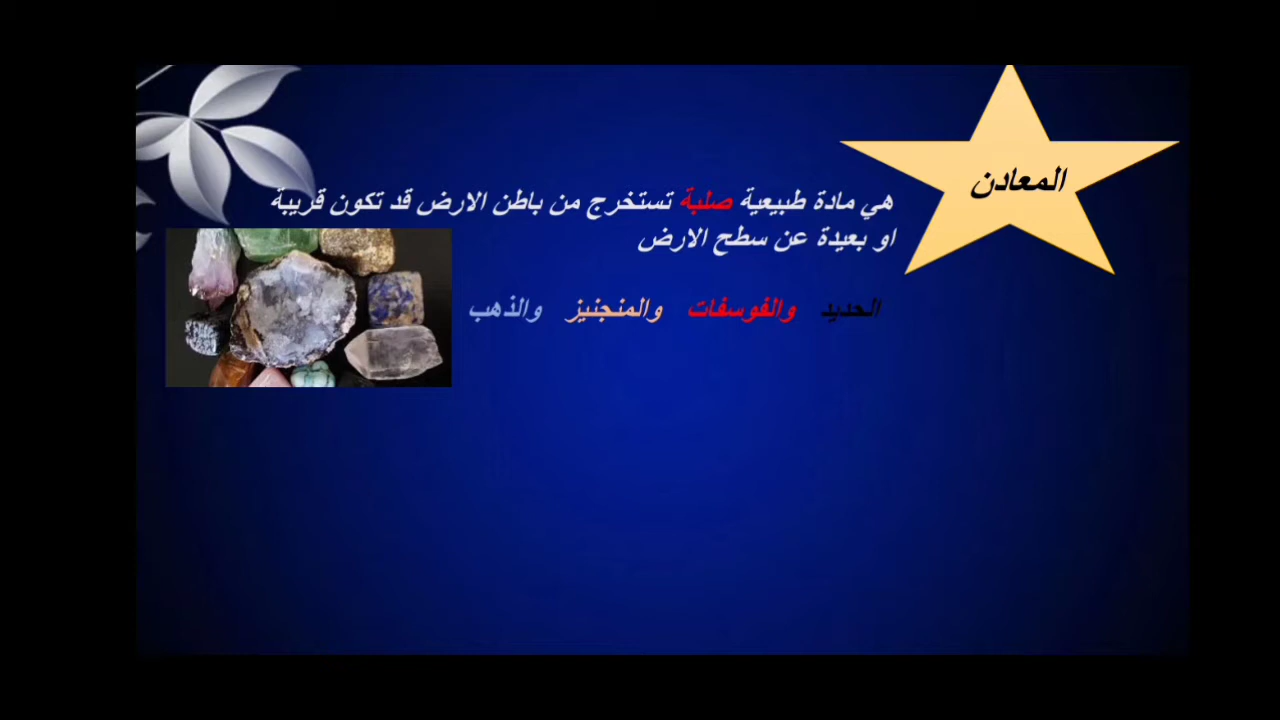 المعادن
هي مادة طبيعية صلبة تستخرج من باطن الارض قد تكون قريبة
او بعيدة عن سطح الارض
الحديد والفوسفات والمنجنيز والذهب